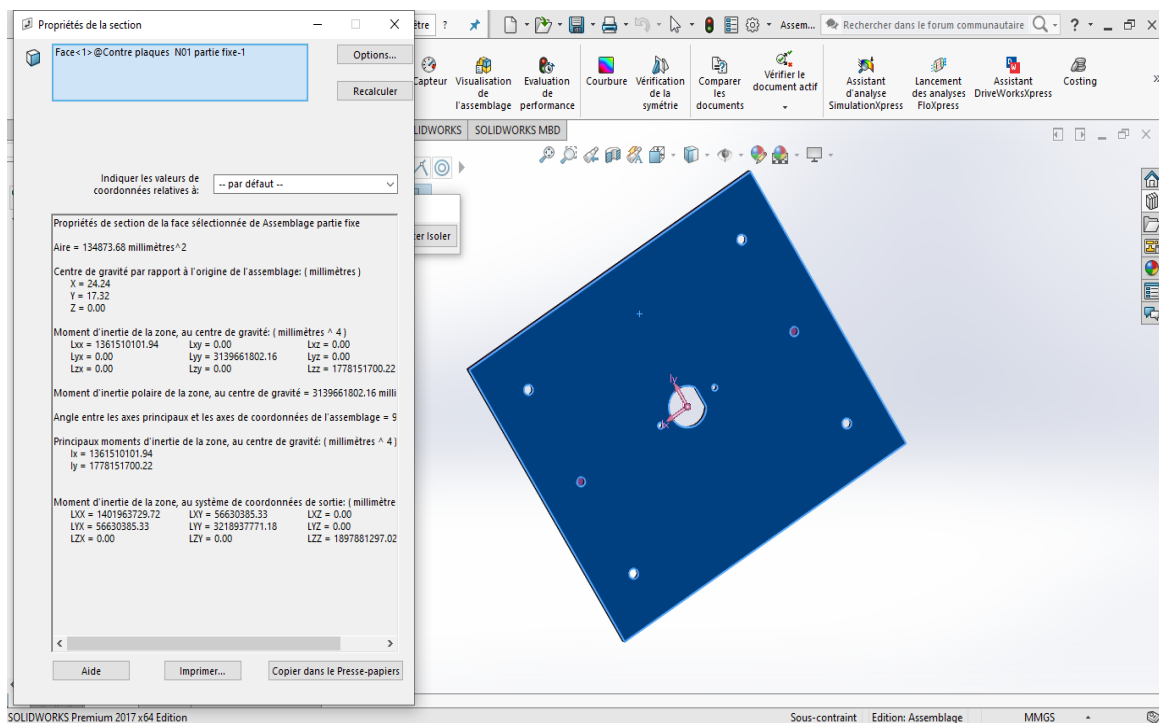 Propriétés de la section
Face<1>@Contre plaques N01 partie fixe-1
Options...
Recalculer
Indiquer les valeurs de
coordonnées relatives à:
-- par défaut --
Propriétés de section de la face sélectionnée de Assemblage partie fixe
Aire = 134873.68 millimètres^2
Centre de gravité par rapport à l'origine de l'assemblage: ( millimètres )
X = 24.24
Y = 17.32
Z = 0.00
Moment d'inertie de la zone, au centre de gravité: ( millimètres ^ 4 )
Lxx = 1361510101.94 Lxy = 0.00 Lxz = 0.00
Lyx = 0.00 Lyy = 3139661802.16 Lyz = 0.00
Lzx = 0.00 Lzy = 0.00 Lzz = 1778151700.22
Moment d'inertie polaire de la zone, au centre de gravité = 3139661802.16 milli
Angle entre les axes principaux et les axes de coordonnées de l'assemblage = 9
Principaux moments d'inertie de la zone, au centre de gravité: ( millimètres ^ 4 )
Ix = 1361510101.94
Iy = 1778151700.22
Moment d'inertie de la zone, au système de coordonnées de sortie: ( millimètre
LXX = 1401963729.72 LXY = 56630385.33 LXZ = 0.00
LYX = 56630385.33 LYY = 3218937771.18 LYZ = 0.00
LZX = 0.00 LZY = 0.00 LZZ = 1897881297.02
Aide
Imprimer...
Copier dans le Presse-papiers
être ?
Assem...
Rechercher dans le forum communautaire
?
Capteur
Visualisation
de
l'assemblage
Evaluation
de
performance
Courbure
Vérification
de la
symétrie
Comparer
les
documents
Vérifier le
document actif
Assistant
d'analyse
SimulationXpress
Lancement
des analyses
FloXpress
Assistant
DriveWorksXpress
Costing
LIDWORKS
SOLIDWORKS MBD
cer Isoler
Iy
Ix
SOLIDWORKS Premium 2017 x64 Edition
Sous-contraint
Edition: Assemblage
MMGS